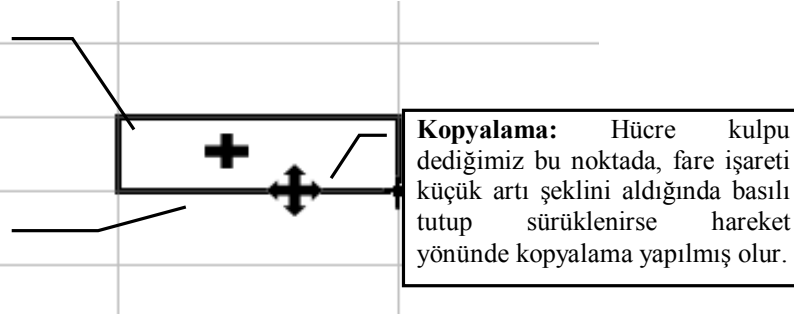 Kopyalama: Hücre kulpu
dediğimiz bu noktada, fare işareti
küçük artı şeklini aldığında basılı
tutup sürüklenirse hareket
yönünde kopyalama yapılmış olur.